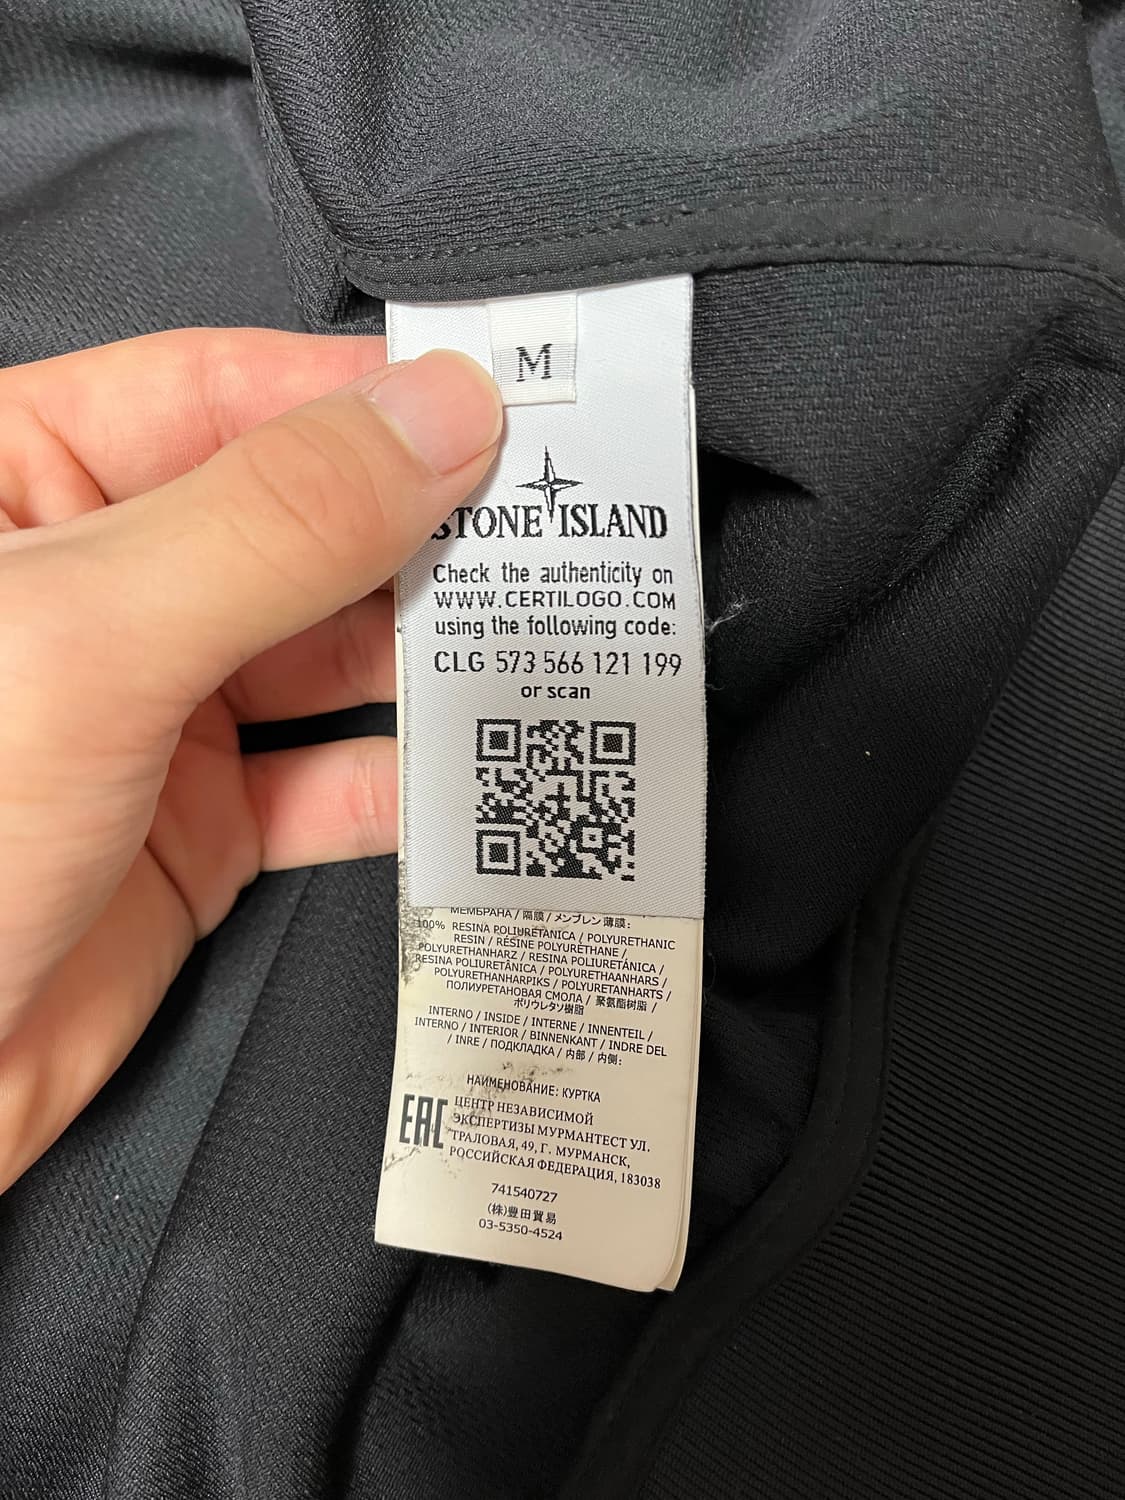 M
STONE ISLAND
Check the authenticity on
WWW.CERTILOGO.COM
using the following code:
CLG 573 566 121 199
or scan
МЕМБРАНА / 隔膜 / メンブレン薄膜:
100% RESINA POLIURETANICA / POLYURETHANIC
RESIN / RÉSINE POLYURÉTHANE /
POLYURETHANHARZ / RESINA POLIURETÁNICA /
RESINA POLIURETÂNICA / POLYURETHAANHARS /
POLYURETHANHARPIKS / POLYURETANHARTS /
ПОЛИУРЕТАНОВАЯ СМОЛА / 聚氨酯树脂 /
ポリウレタン樹脂
INTERNO / INSIDE / INTERNE / INNENTEIL /
INTERNO / INTERIOR / BINNENKANT / INDRE DEL
/ INRE / ПОДКЛАДКА / 内部 / 内側:
НАИМЕНОВАНИЕ: КУРТКА
EAC ЦЕНТР НЕЗАВИСИМОЙ
ЭКСПЕРТИЗЫ МУРМАНТЕСТ УЛ.
ТРАЛОВАЯ, 49, Г. МУРМАНСК,
РОССИЙСКАЯ ФЕДЕРАЦИЯ, 183038
741540727
(株)豊田貿易
03-5350-4524